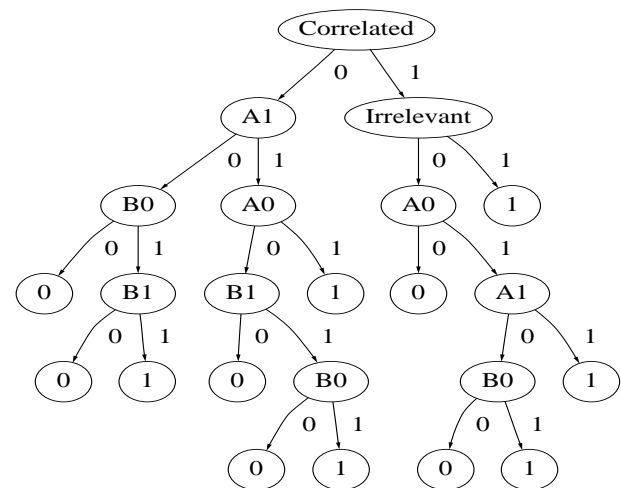 Correlated
0 1
A1 Irrelevant
0 1 0 1
B0 A0 A0 1
0 1 0 1 0 1
0 B1 B1 1 0 A1
0 1 0 1 0 1
0 1 0 B0 B0 1
0 1 0 1
0 1 0 1